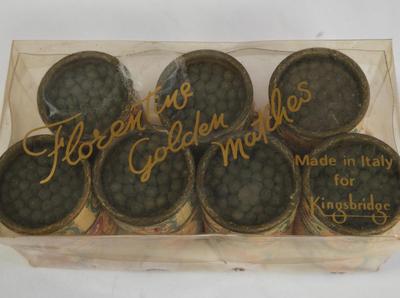 Florentine
Golden
Matches
Made in Italy
for
Kingsbridge